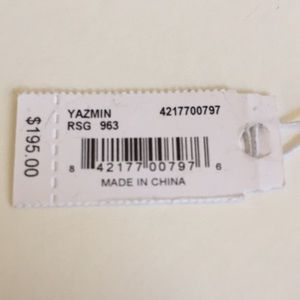 $195.00
YAZMIN 4217700797
RSG 963
8 42177 00797 6
MADE IN CHINA